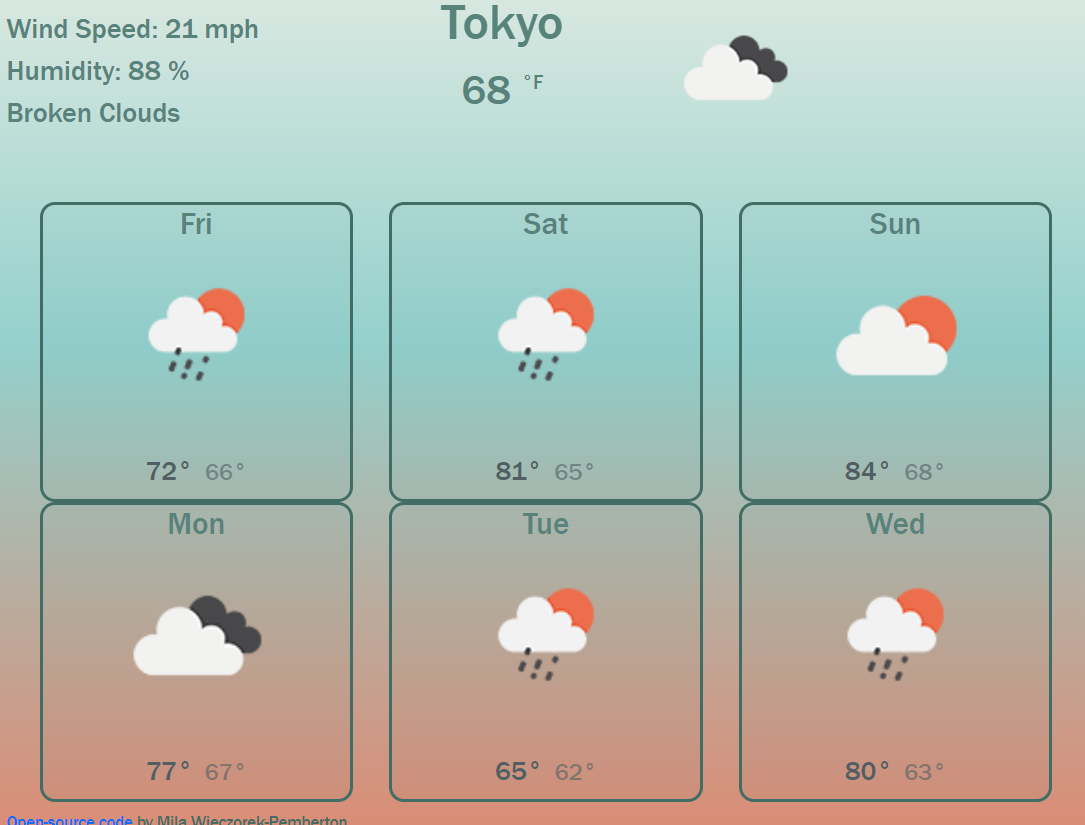 Wind Speed: 21 mph
Humidity: 88 %
Broken Clouds
Tokyo
68 °F
Fri
72° 66°
Sat
81° 65°
Sun
84° 68°
Mon
77° 67°
Tue
65° 62°
Wed
80° 63°
Open-source code by Mila Wieczorek-Pemberton